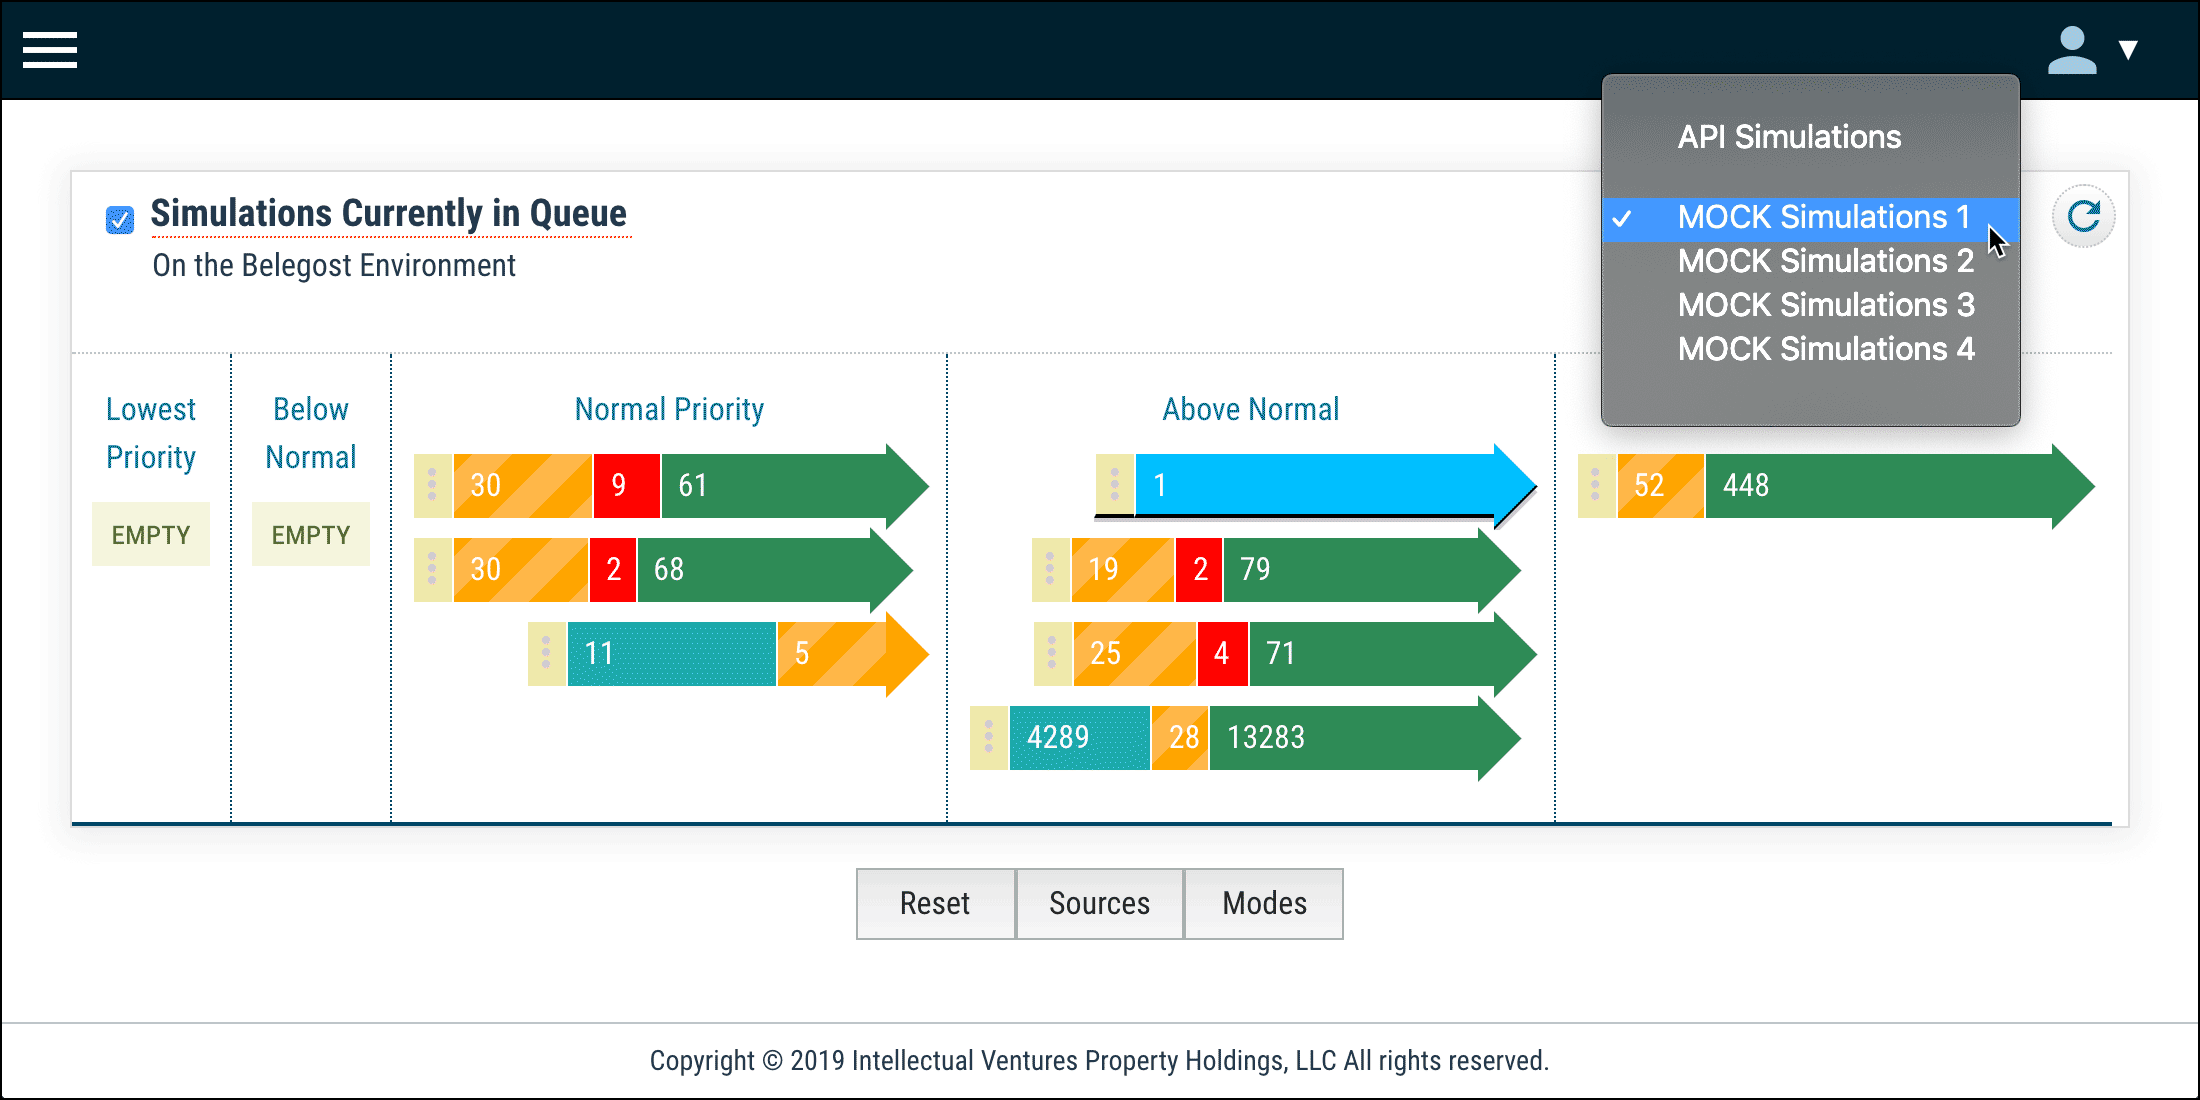 API Simulations
MOCK Simulations 1
MOCK Simulations 2
MOCK Simulations 3
MOCK Simulations 4
Simulations Currently in Queue
On the Belegost Environment
Lowest
Priority
EMPTY
Below
Normal
EMPTY
Normal Priority
30 9 61
30 2 68
11 5
Above Normal
1
19 2 79
25 4 71
4289 28 13283
52 448
Reset Sources Modes
Copyright © 2019 Intellectual Ventures Property Holdings, LLC All rights reserved.